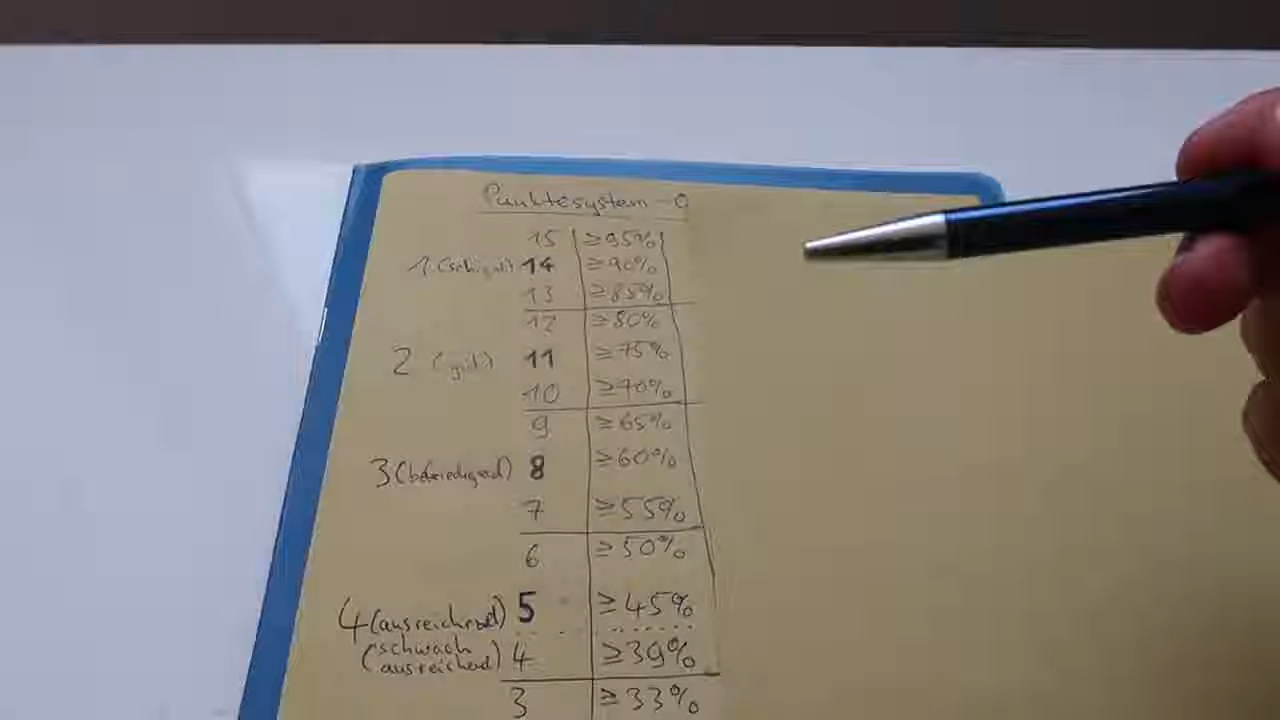 Punktesystem - O
15 ≥95%
1 (sehr gut) 14 ≥90%
13 ≥85%
12 ≥80%
2 (gut) 11 ≥75%
10 ≥70%
9 ≥65%
3 (befriedigend) 8 ≥60%
7 ≥55%
6 ≥50%
4 (ausreichend) 5 ≥45%
(schwach ausreichend) 4 ≥39%
3 ≥33%